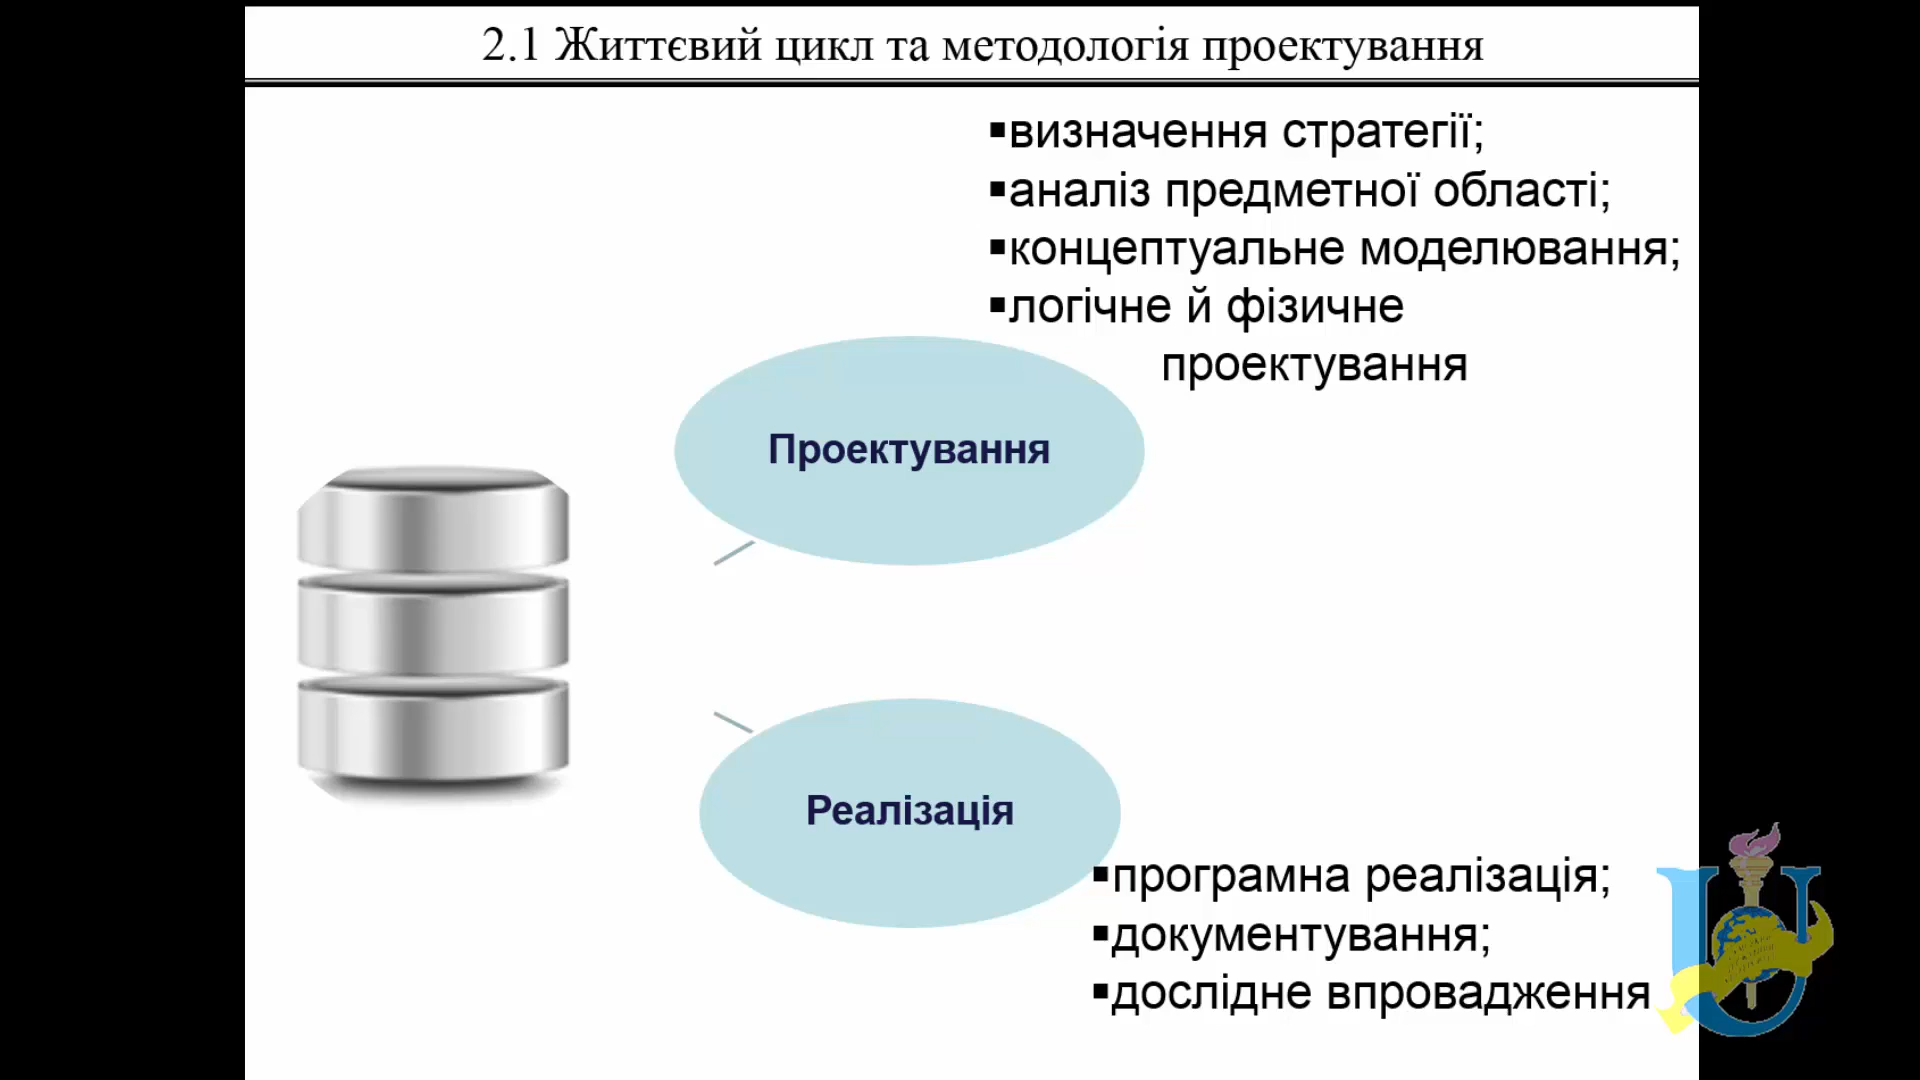 2.1 Життєвий цикл та методологія проектування
▪визначення стратегії;
▪аналіз предметної області;
▪концептуальне моделювання;
▪логічне й фізичне
проектування
Проектування
Реалізація
▪програмна реалізація;
▪документування;
▪дослідне впровадження